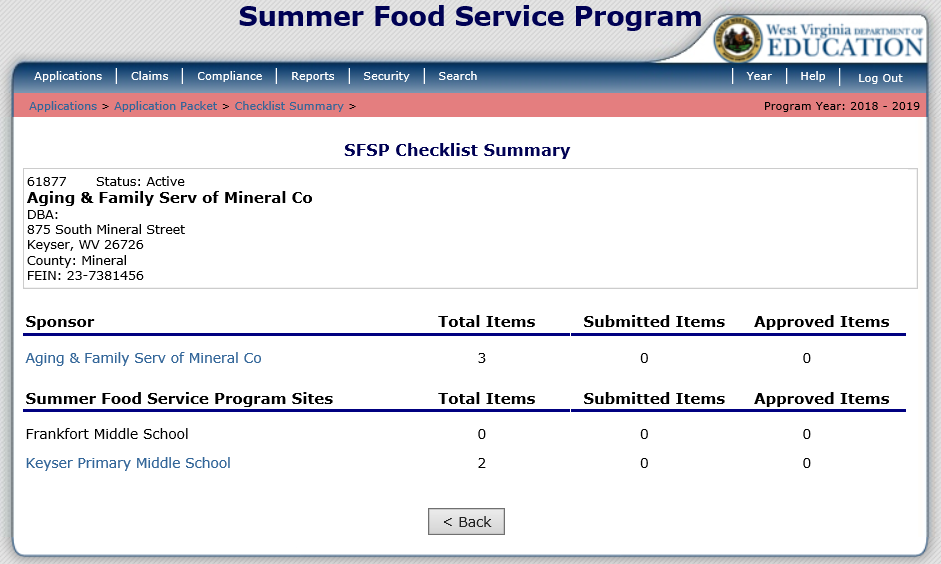 Summer Food Service Program
West Virginia DEPARTMENT OF
EDUCATION
Applications | Claims | Compliance | Reports | Security | Search | Year | Help | Log Out
Applications > Application Packet > Checklist Summary >
Program Year: 2018 - 2019
SFSP Checklist Summary
61877 Status: Active
Aging & Family Serv of Mineral Co
DBA:
875 South Mineral Street
Keyser, WV 26726
County: Mineral
FEIN: 23-7381456
Sponsor Total Items Submitted Items Approved Items
Aging & Family Serv of Mineral Co 3 0 0
Summer Food Service Program Sites Total Items Submitted Items Approved Items
Frankfort Middle School 0 0 0
Keyser Primary Middle School 2 0 0
< Back